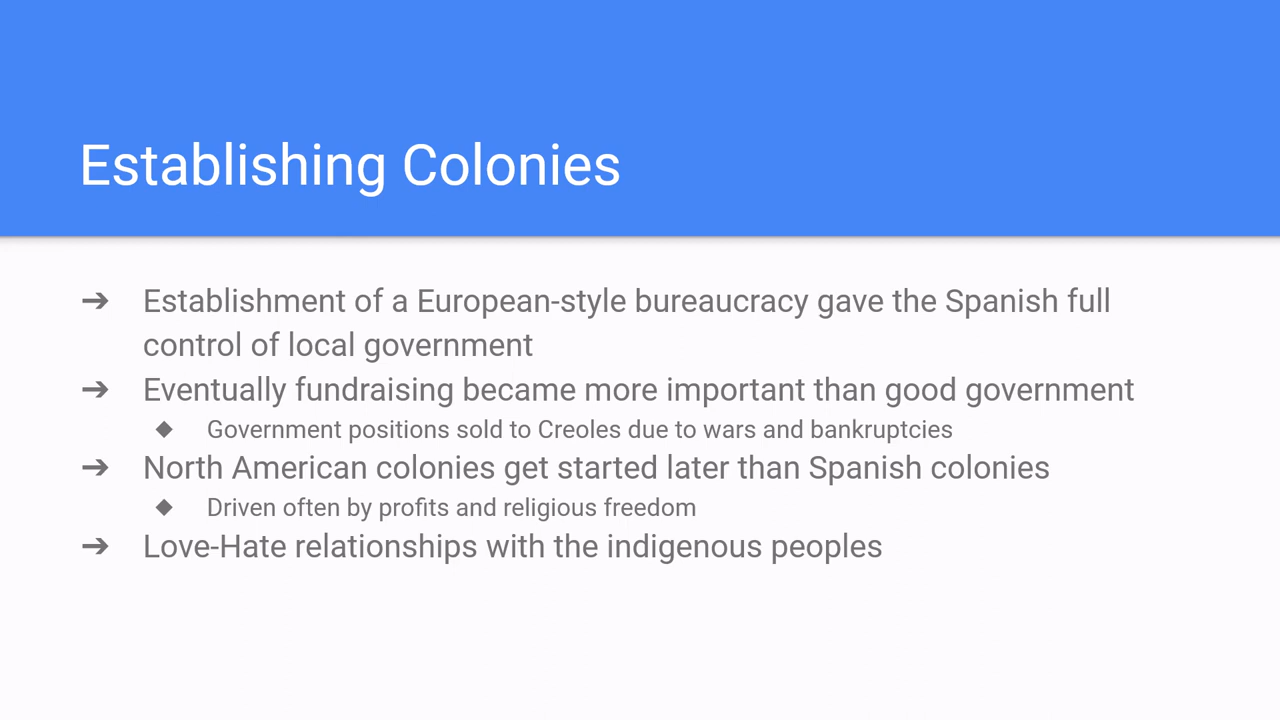 Establishing Colonies
➔ Establishment of a European-style bureaucracy gave the Spanish full
control of local government
➔ Eventually fundraising became more important than good government
◆ Government positions sold to Creoles due to wars and bankruptcies
➔ North American colonies get started later than Spanish colonies
◆ Driven often by profits and religious freedom
➔ Love-Hate relationships with the indigenous peoples